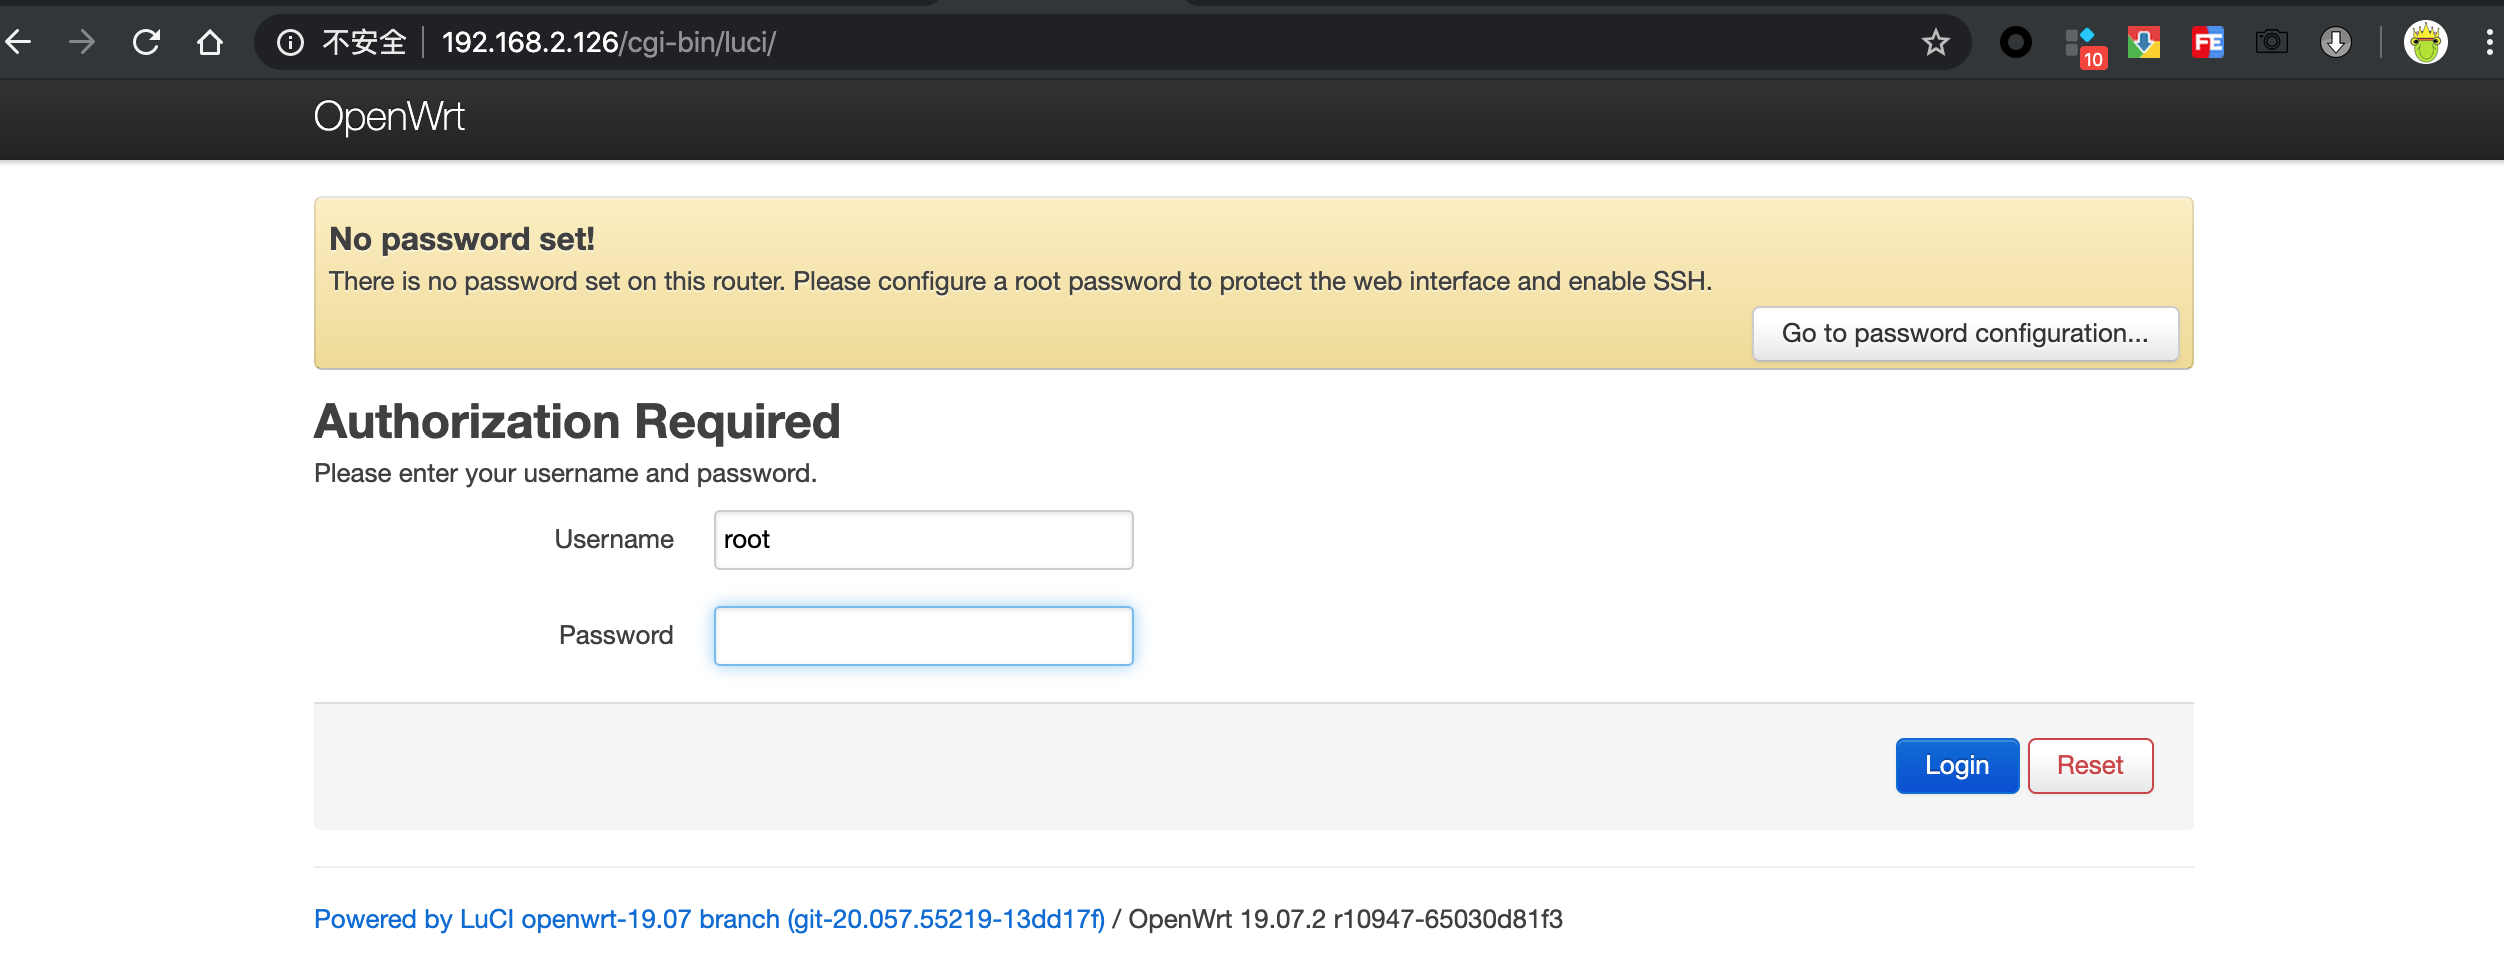 不安全 192.168.2.126/cgi-bin/luci/
10
FE
OpenWrt
No password set!
There is no password set on this router. Please configure a root password to protect the web interface and enable SSH.
Go to password configuration...
Authorization Required
Please enter your username and password.
Username root
Password
Login Reset
Powered by LuCI openwrt-19.07 branch (git-20.057.55219-13dd17f) / OpenWrt 19.07.2 r10947-65030d81f3